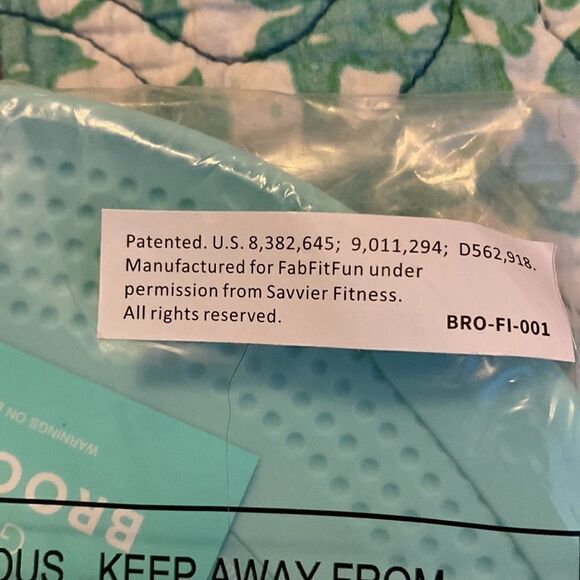 Patented. U.S. 8,382,645; 9,011,294; D562,918.
Manufactured for FabFitFun under
permission from Savvier Fitness.
All rights reserved.
BRO-FI-001
WARNINGS ON
BROO
G
OUS. KEEP AWAY FROM